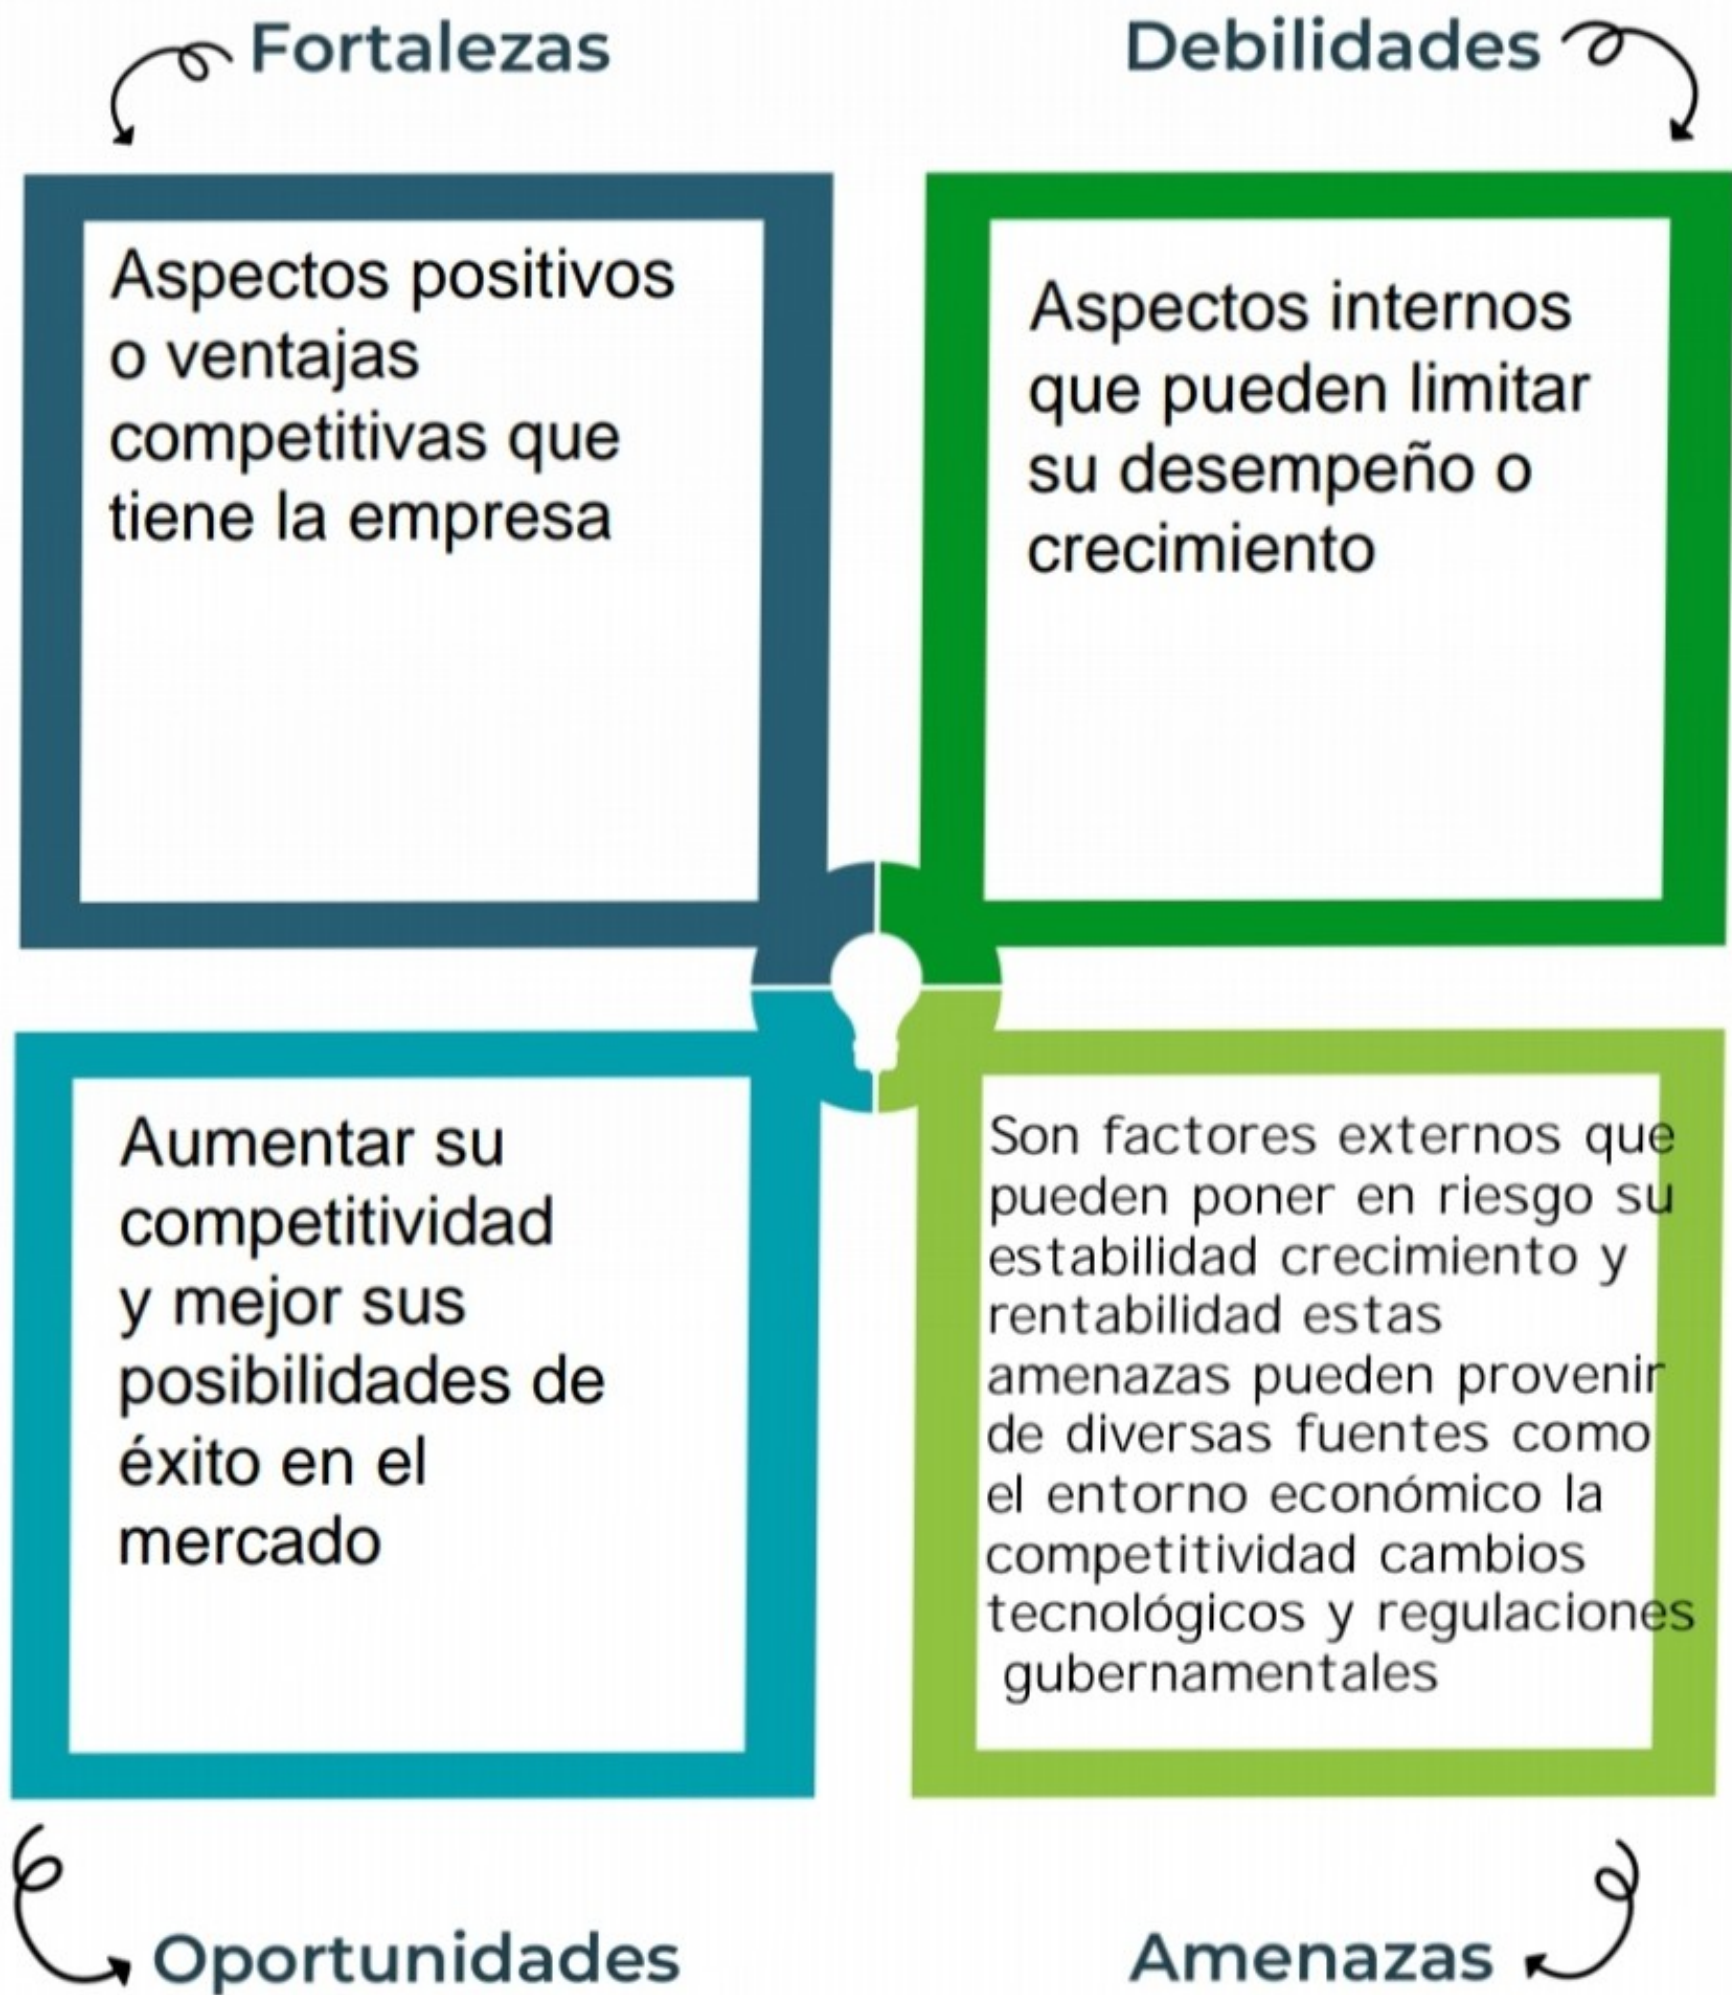 Fortalezas
Aspectos positivos
o ventajas
competitivas que
tiene la empresa
Debilidades
Aspectos internos
que pueden limitar
su desempeño o
crecimiento
Aumentar su
competitividad
y mejor sus
posibilidades de
éxito en el
mercado
Oportunidades
Son factores externos que
pueden poner en riesgo su
estabilidad crecimiento y
rentabilidad estas
amenazas pueden provenir
de diversas fuentes como
el entorno económico la
competitividad cambios
tecnológicos y regulaciones
gubernamentales
Amenazas